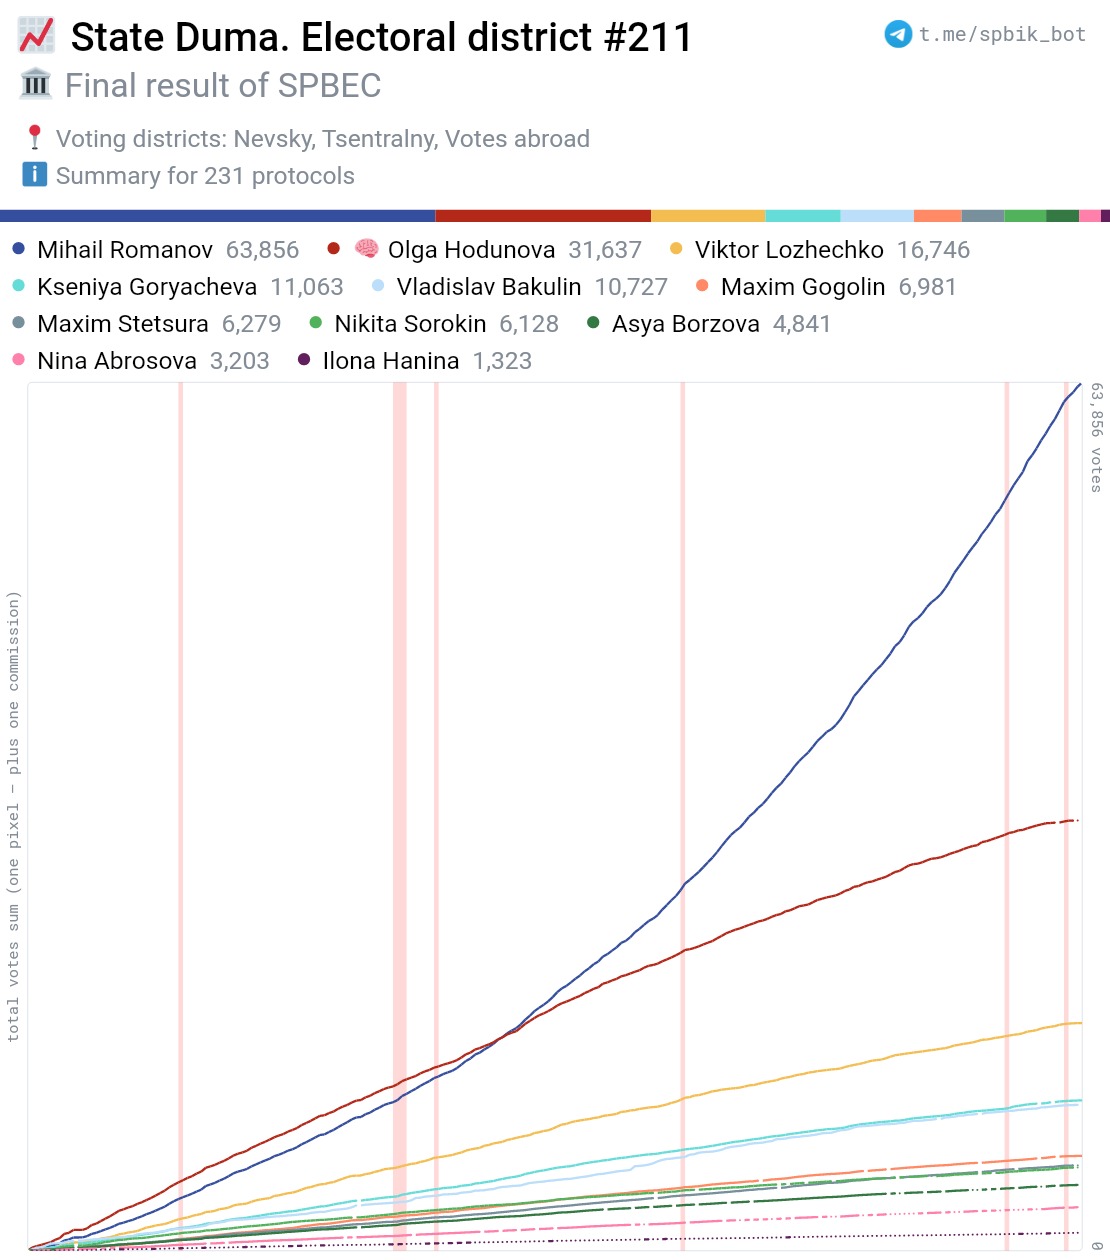 State Duma. Electoral district #211
t.me/spbik_bot
Final result of SPBEC
Voting districts: Nevsky, Tsentralny, Votes abroad
Summary for 231 protocols
Mihail Romanov 63,856 Olga Hodunova 31,637 Viktor Lozhechko 16,746
Kseniya Goryacheva 11,063 Vladislav Bakulin 10,727 Maxim Gogolin 6,981
Maxim Stetsura 6,279 Nikita Sorokin 6,128 Asya Borzova 4,841
Nina Abrosova 3,203 Ilona Hanina 1,323
63,856 votes
total votes sum (one pixel – plus one commission)
0